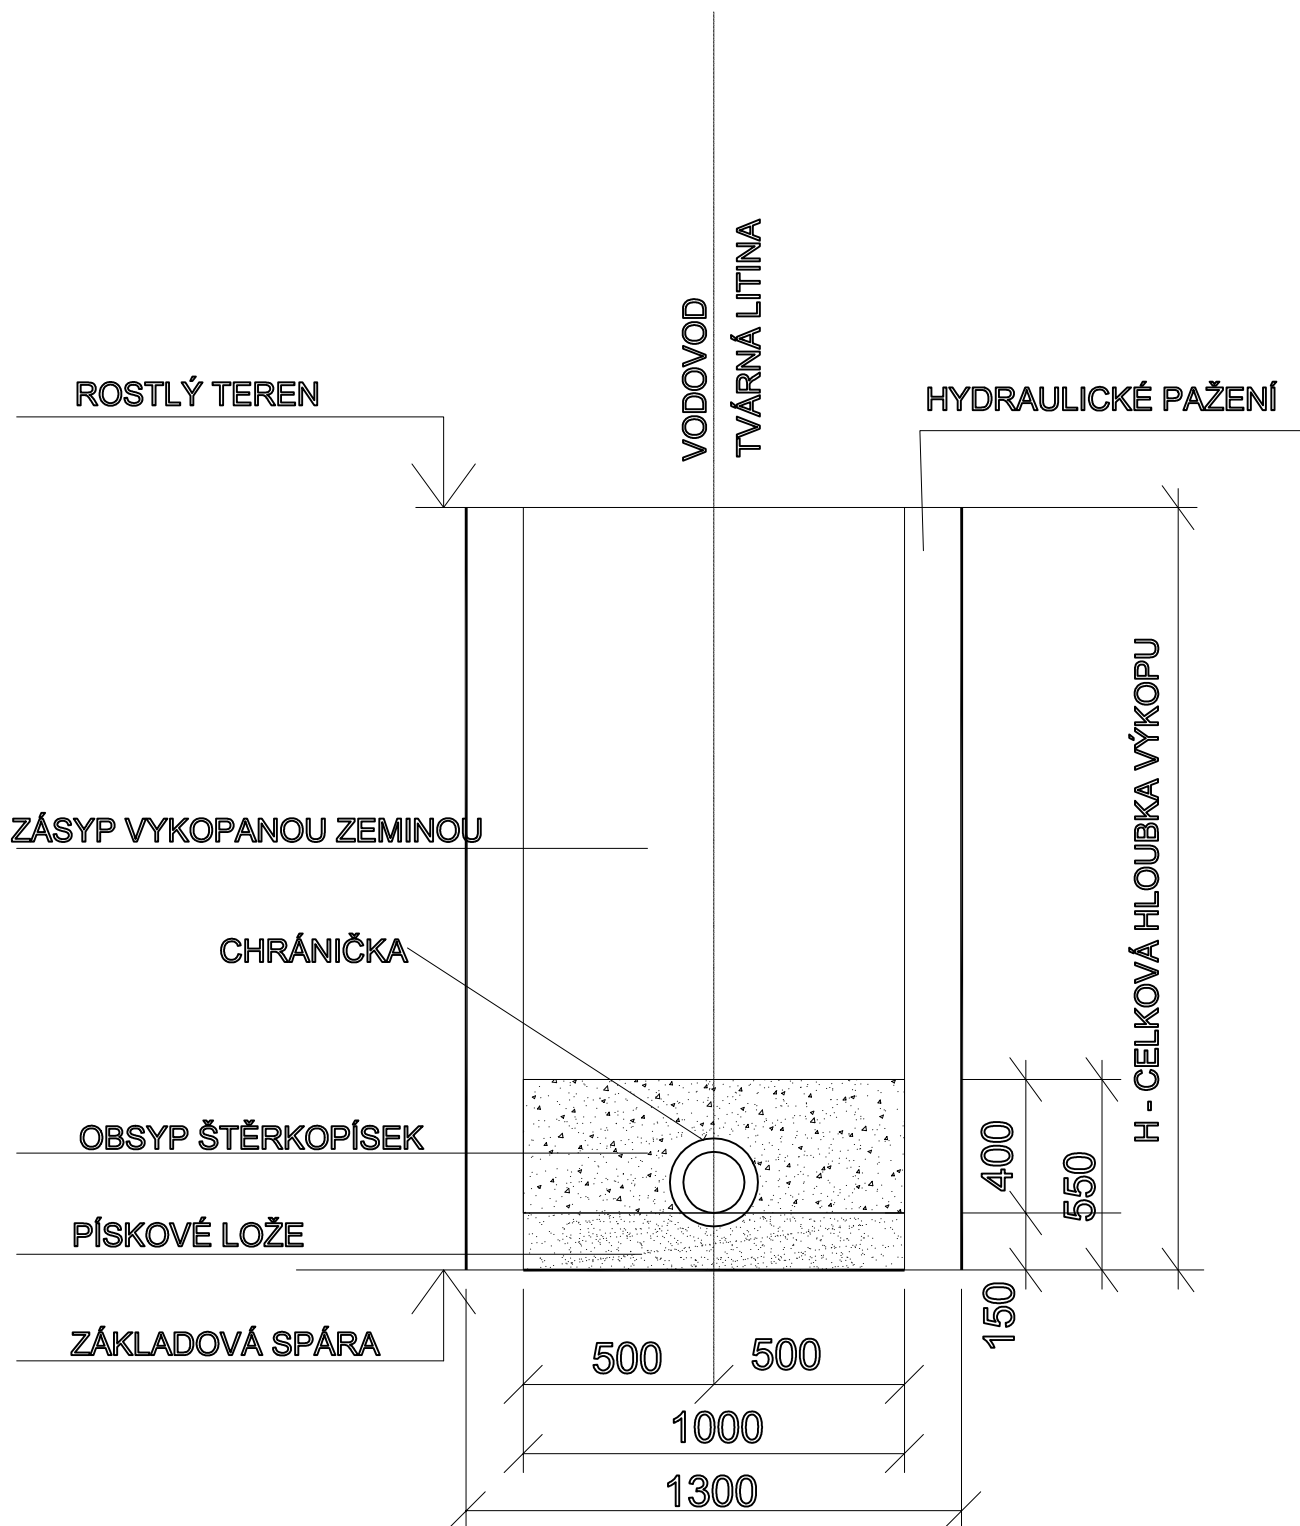 VODOVOD
TVÁRNÁ LITINA
ROSTLÝ TEREN
HYDRAULICKÉ PAŽENÍ
H - CELKOVÁ HLOUBKA VÝKOPU
ZÁSYP VYKOPANOU ZEMINOU
CHRÁNIČKA
OBSYP ŠTĚRKOPÍSEK
400
550
PÍSKOVÉ LOŽE
150
ZÁKLADOVÁ SPÁRA
500
500
1000
1300